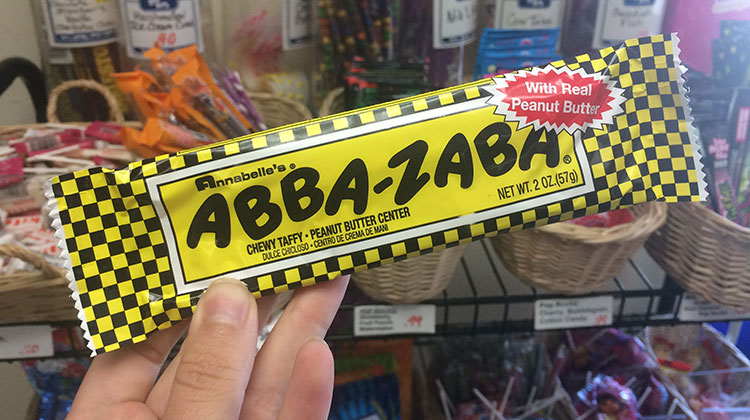 With Real
Peanut Butter
Annabelle's®
ABBA-ZABA®
NET WT. 2 OZ.(57g)
CHEWY TAFFY • PEANUT BUTTER CENTER
DULCE CHICLOSO • CENTRO DE CREMA DE MANI
.99